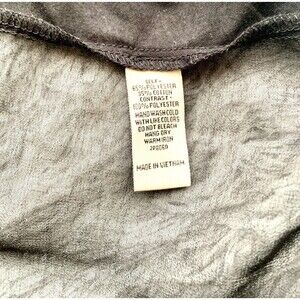 SELF-
65% POLYESTER
35% COTTON
CONTRAST-
100% POLYESTER
HAND WASH COLD
WITH LIKE COLORS
DO NOT BLEACH
HANG DRY
WARM IRON
MADE IN VIETNAM